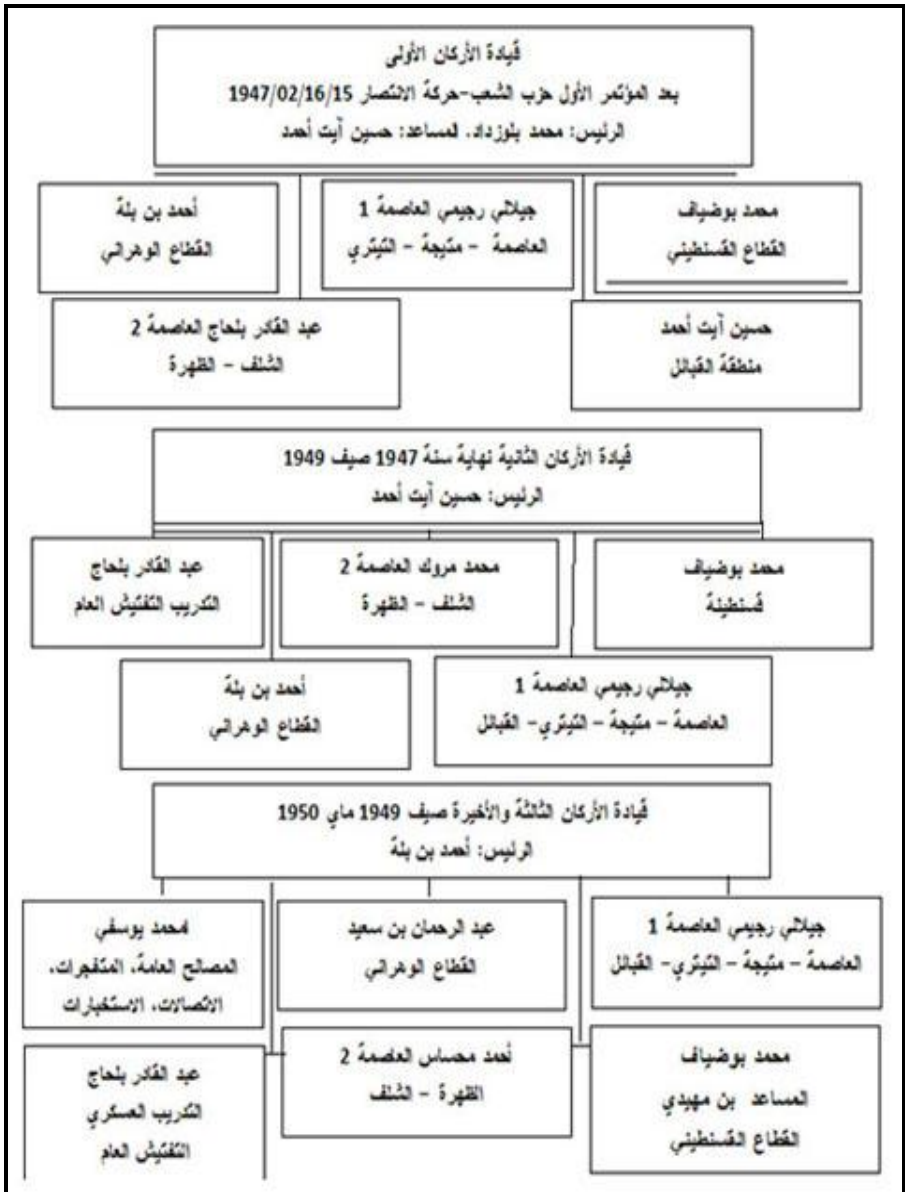 قيادة الأركان الأولى
بعد المؤتمر الأول حزب الشعب-حركة الانتصار 1947/02/16/15
الرئيس: محمد بلوزداد. لمساعد: حسين آيت أحمد
محمد بوضياف
القطاع القسنطيني
جيلالي رجيمي العاصمة 1
العاصمة - متيجة - التيتري
أحمد بن بلة
القطاع الوهراني
حسين آيت أحمد
منطقة القبائل
عبد القادر بلحاج العاصمة 2
الشلف - الظهرة
قيادة الأركان الثانية نهاية سنة 1947 صيف 1949
الرئيس: حسين آيت أحمد
محمد بوضياف
قسنطينة
محمد مروك العاصمة 2
الشلف - الظهرة
عبد القادر بلحاج
التدريب التفتيش العام
جيلالي رجيمي العاصمة 1
العاصمة - متيجة - التيتري- القبائل
أحمد بن بلة
القطاع الوهراني
قيادة الأركان الثالثة والأخيرة صيف 1949 ماي 1950
الرئيس: أحمد بن بلة
جيلالي رجيمي العاصمة 1
العاصمة - متيجة - التيتري- القبائل
عبد الرحمان بن سعيد
القطاع الوهراني
امحمد يوسفي
المصالح العامة، المتفجرات،
الاتصالات، الاستخبارات
محمد بوضياف
المساعد بن مهيدي
القطاع القسنطيني
أحمد محساس العاصمة 2
الظهرة - الشلف
عبد القادر بلحاج
التدريب العسكري
التفتيش العام